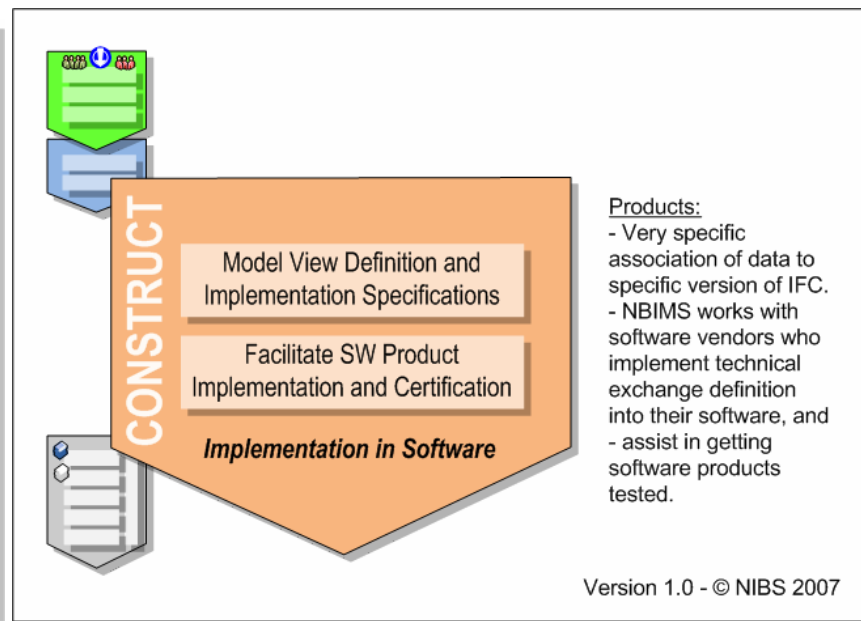 CONSTRUCT
Model View Definition and
Implementation Specifications
Facilitate SW Product
Implementation and Certification
Implementation in Software
Products:
- Very specific
association of data to
specific version of IFC.
- NBIMS works with
software vendors who
implement technical
exchange definition
into their software, and
- assist in getting
software products
tested.
Version 1.0 - © NIBS 2007